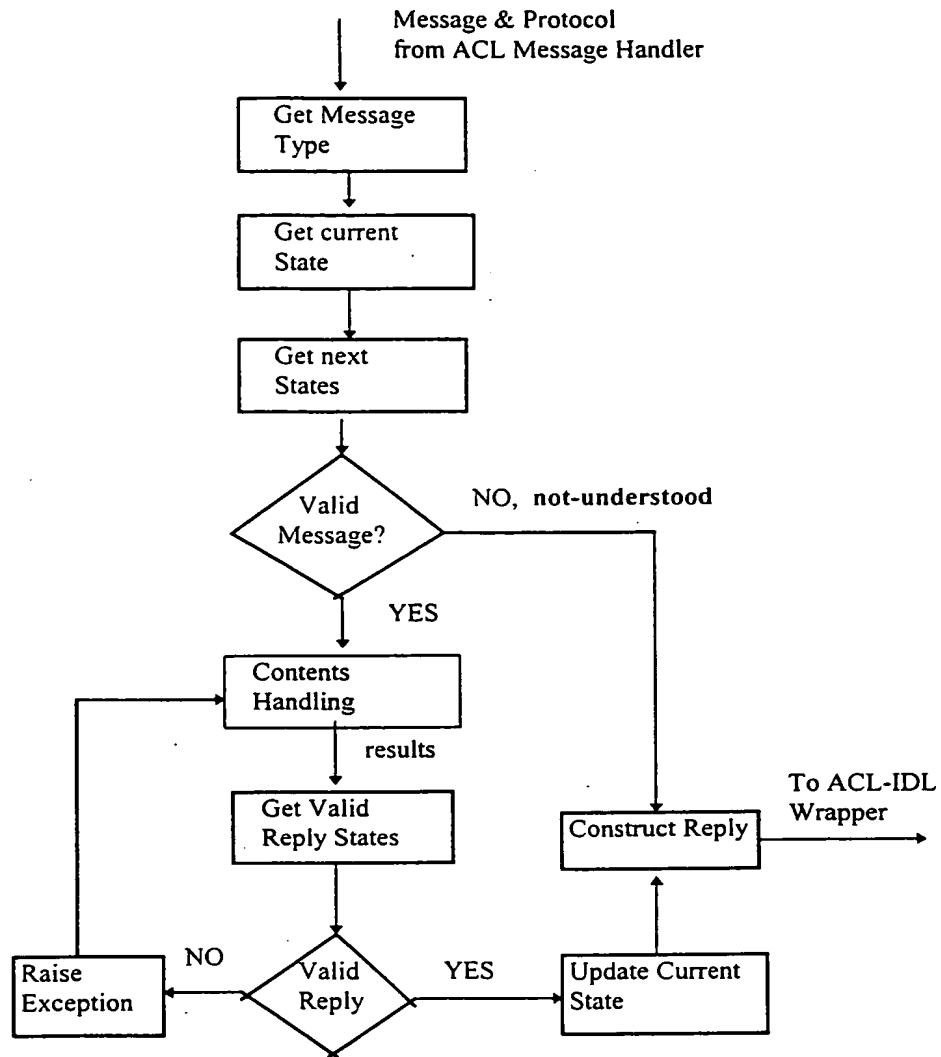 Message & Protocol
from ACL Message Handler
Get Message
Type
Get current
State
Get next
States
Valid
Message?
NO, not-understood
YES
Contents
Handling
results
Get Valid
Reply States
To ACL-IDL
Wrapper
Construct Reply
NO
Valid
Reply
YES
Raise
Exception
Update Current
State